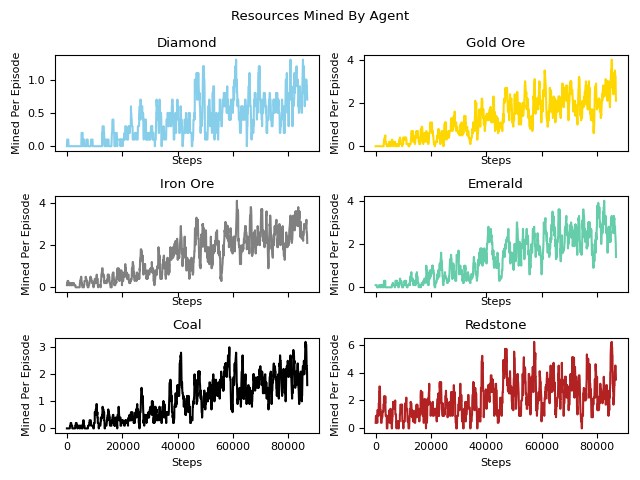 Resources Mined By Agent
Diamond
Gold Ore
Mined Per Episode
1.0
0.5
0.0
Steps
Mined Per Episode
4
2
0
Steps
Iron Ore
Emerald
Mined Per Episode
4
2
0
Steps
Mined Per Episode
4
2
0
Steps
Coal
Redstone
Mined Per Episode
3
2
1
0
0 20000 40000 60000 80000
Steps
Mined Per Episode
6
4
2
0
0 20000 40000 60000 80000
Steps